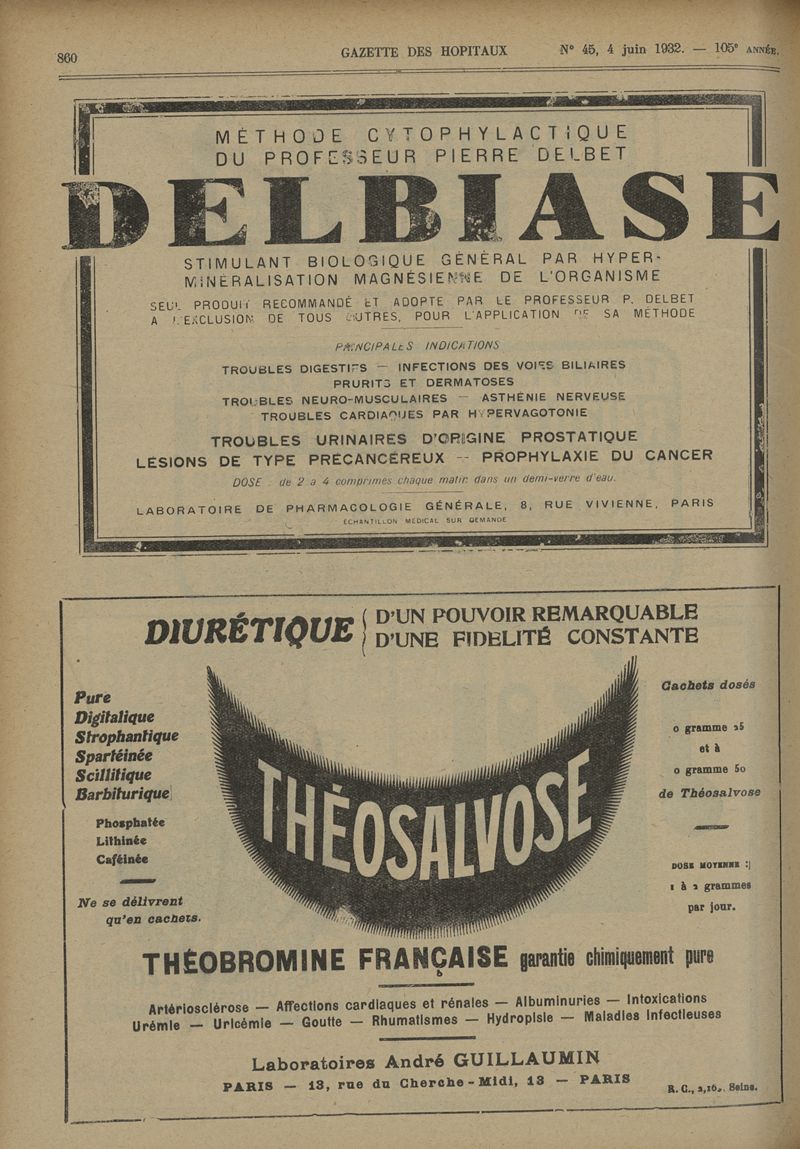 860
GAZETTE DES HOPITAUX
N° 45, 4 juin 1932. — 105e ANNÉE.
MÉTHODE CYTOPHYLACTIQUE
DU PROFESSEUR PIERRE DELBET
DELBIASE
STIMULANT BIOLOGIQUE GÉNÉRAL PAR HYPER-
MINÉRALISATION MAGNÉSIENNE DE L'ORGANISME
SEUL PRODUIT RECOMMANDÉ ET ADOPTE PAR LE PROFESSEUR P. DELBET
A L'EXCLUSION DE TOUS AUTRES, POUR L'APPLICATION DE SA MÉTHODE
PRINCIPALES INDICATIONS
TROUBLES DIGESTIFS — INFECTIONS DES VOIES BILIAIRES
PRURITS ET DERMATOSES
TROUBLES NEURO-MUSCULAIRES — ASTHÉNIE NERVEUSE
TROUBLES CARDIAQUES PAR HYPERVAGOTONIE
TROUBLES URINAIRES D'ORIGINE PROSTATIQUE
LÉSIONS DE TYPE PRÉCANCÉREUX — PROPHYLAXIE DU CANCER
DOSE : de 2 a 4 comprimes chaque matin dans un demi-verre d'eau.
LABORATOIRE DE PHARMACOLOGIE GÉNÉRALE, 8, RUE VIVIENNE, PARIS
ECHANTILLON MEDICAL SUR DEMANDE
DIURÉTIQUE { D'UN POUVOIR REMARQUABLE
D'UNE FIDELITÉ CONSTANTE
Pure
Digitalique
Strophantique
Spartéinée
Scillitique
Barbiturique
Phosphatée
Lithinée
Caféinée
Ne se délivrent
qu'en cachets.
THÉOSALVOSE
Cachets dosés
0 gramme 25
et à
0 gramme 50
de Théosalvose
DOSE MOYENNE :
1 à 2 grammes
par jour.
THÉOBROMINE FRANÇAISE garantie chimiquement pure
Artériosclérose — Affections cardiaques et rénales — Albuminuries — Intoxications
Urémie — Uricémie — Goutte — Rhumatismes — Hydropisie — Maladies infectieuses
Laboratoires André GUILLAUMIN
PARIS — 13, rue du Cherche-Midi, 13 — PARIS
R. C., Seine.